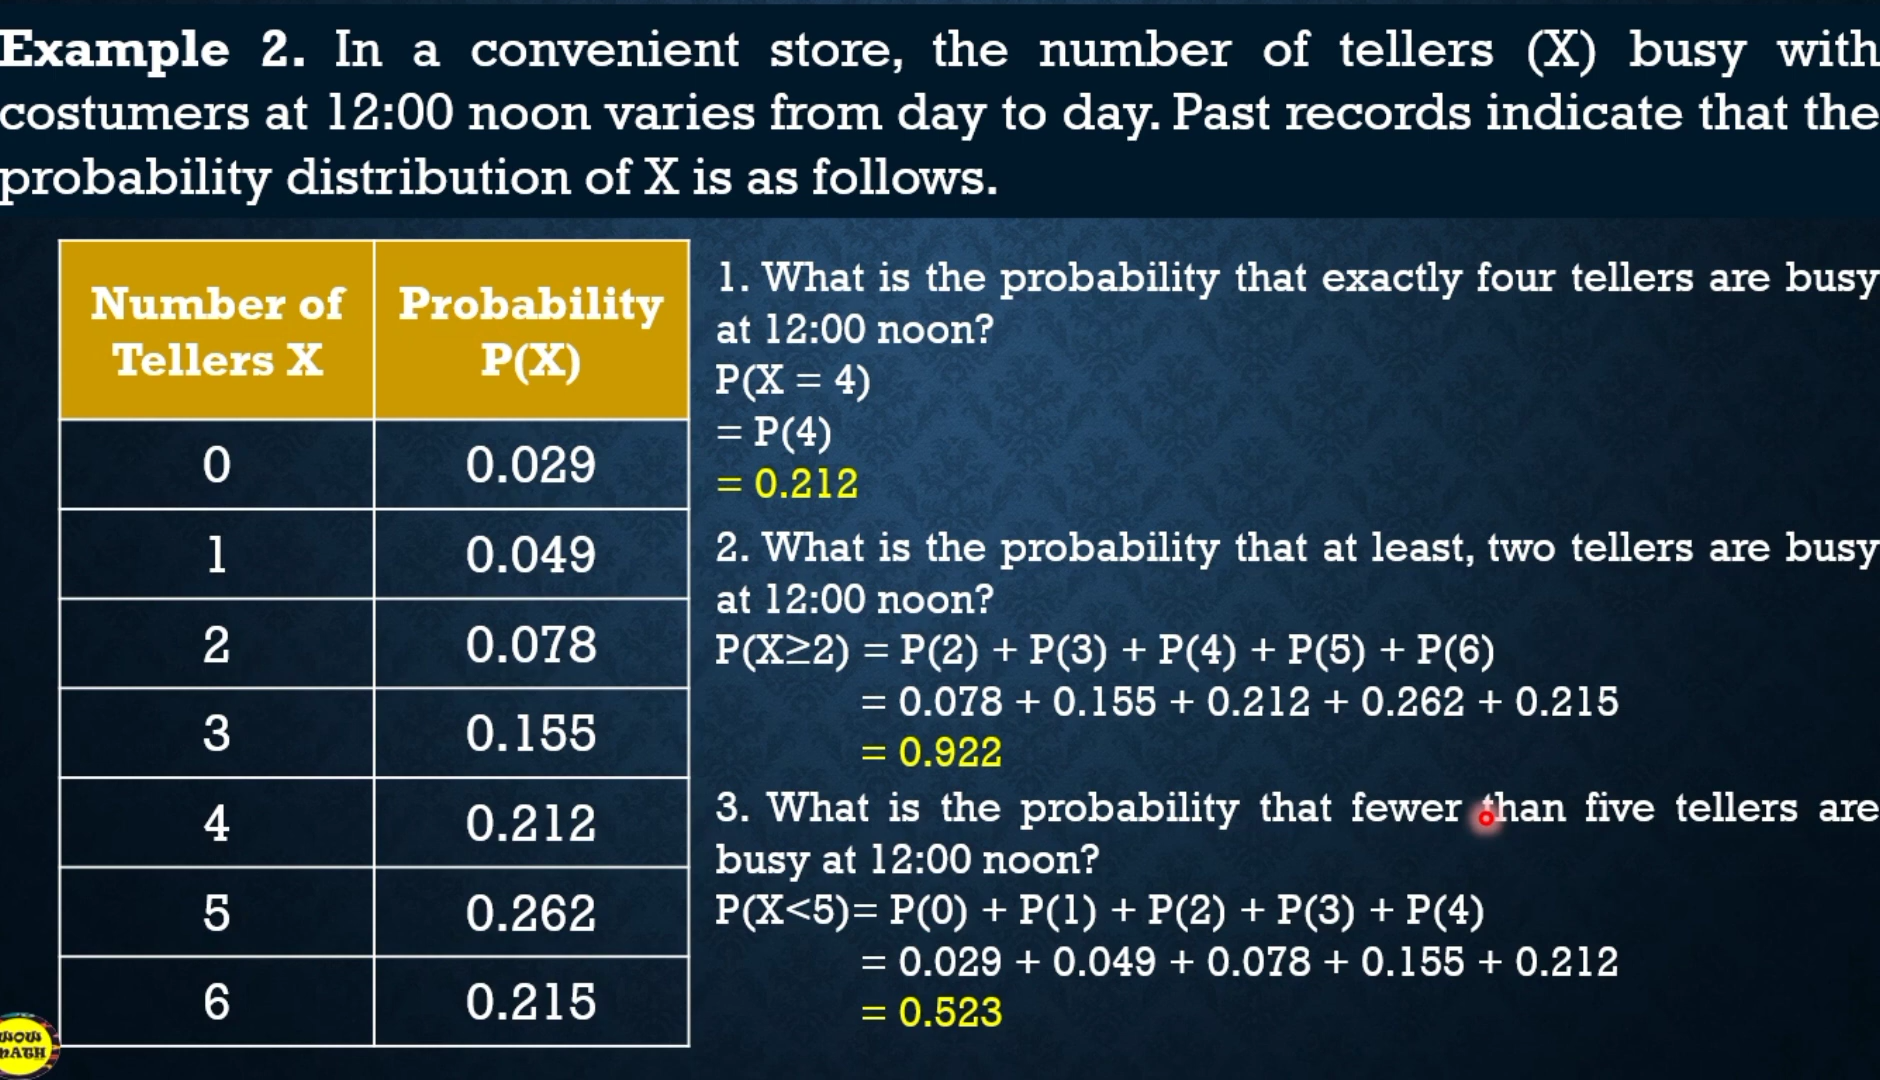 Example 2. In a convenient store, the number of tellers (X) busy with
costumers at 12:00 noon varies from day to day. Past records indicate that the
probability distribution of X is as follows.
Number of Tellers X	Probability P(X)
0	0.029
1	0.049
2	0.078
3	0.155
4	0.212
5	0.262
6	0.215
1. What is the probability that exactly four tellers are busy
at 12:00 noon?
P(X = 4)
= P(4)
= 0.212
2. What is the probability that at least, two tellers are busy
at 12:00 noon?
P(X≥2) = P(2) + P(3) + P(4) + P(5) + P(6)
= 0.078 + 0.155 + 0.212 + 0.262 + 0.215
= 0.922
3. What is the probability that fewer than five tellers are
busy at 12:00 noon?
P(X<5)= P(0) + P(1) + P(2) + P(3) + P(4)
= 0.029 + 0.049 + 0.078 + 0.155 + 0.212
= 0.523
WOW
MATH